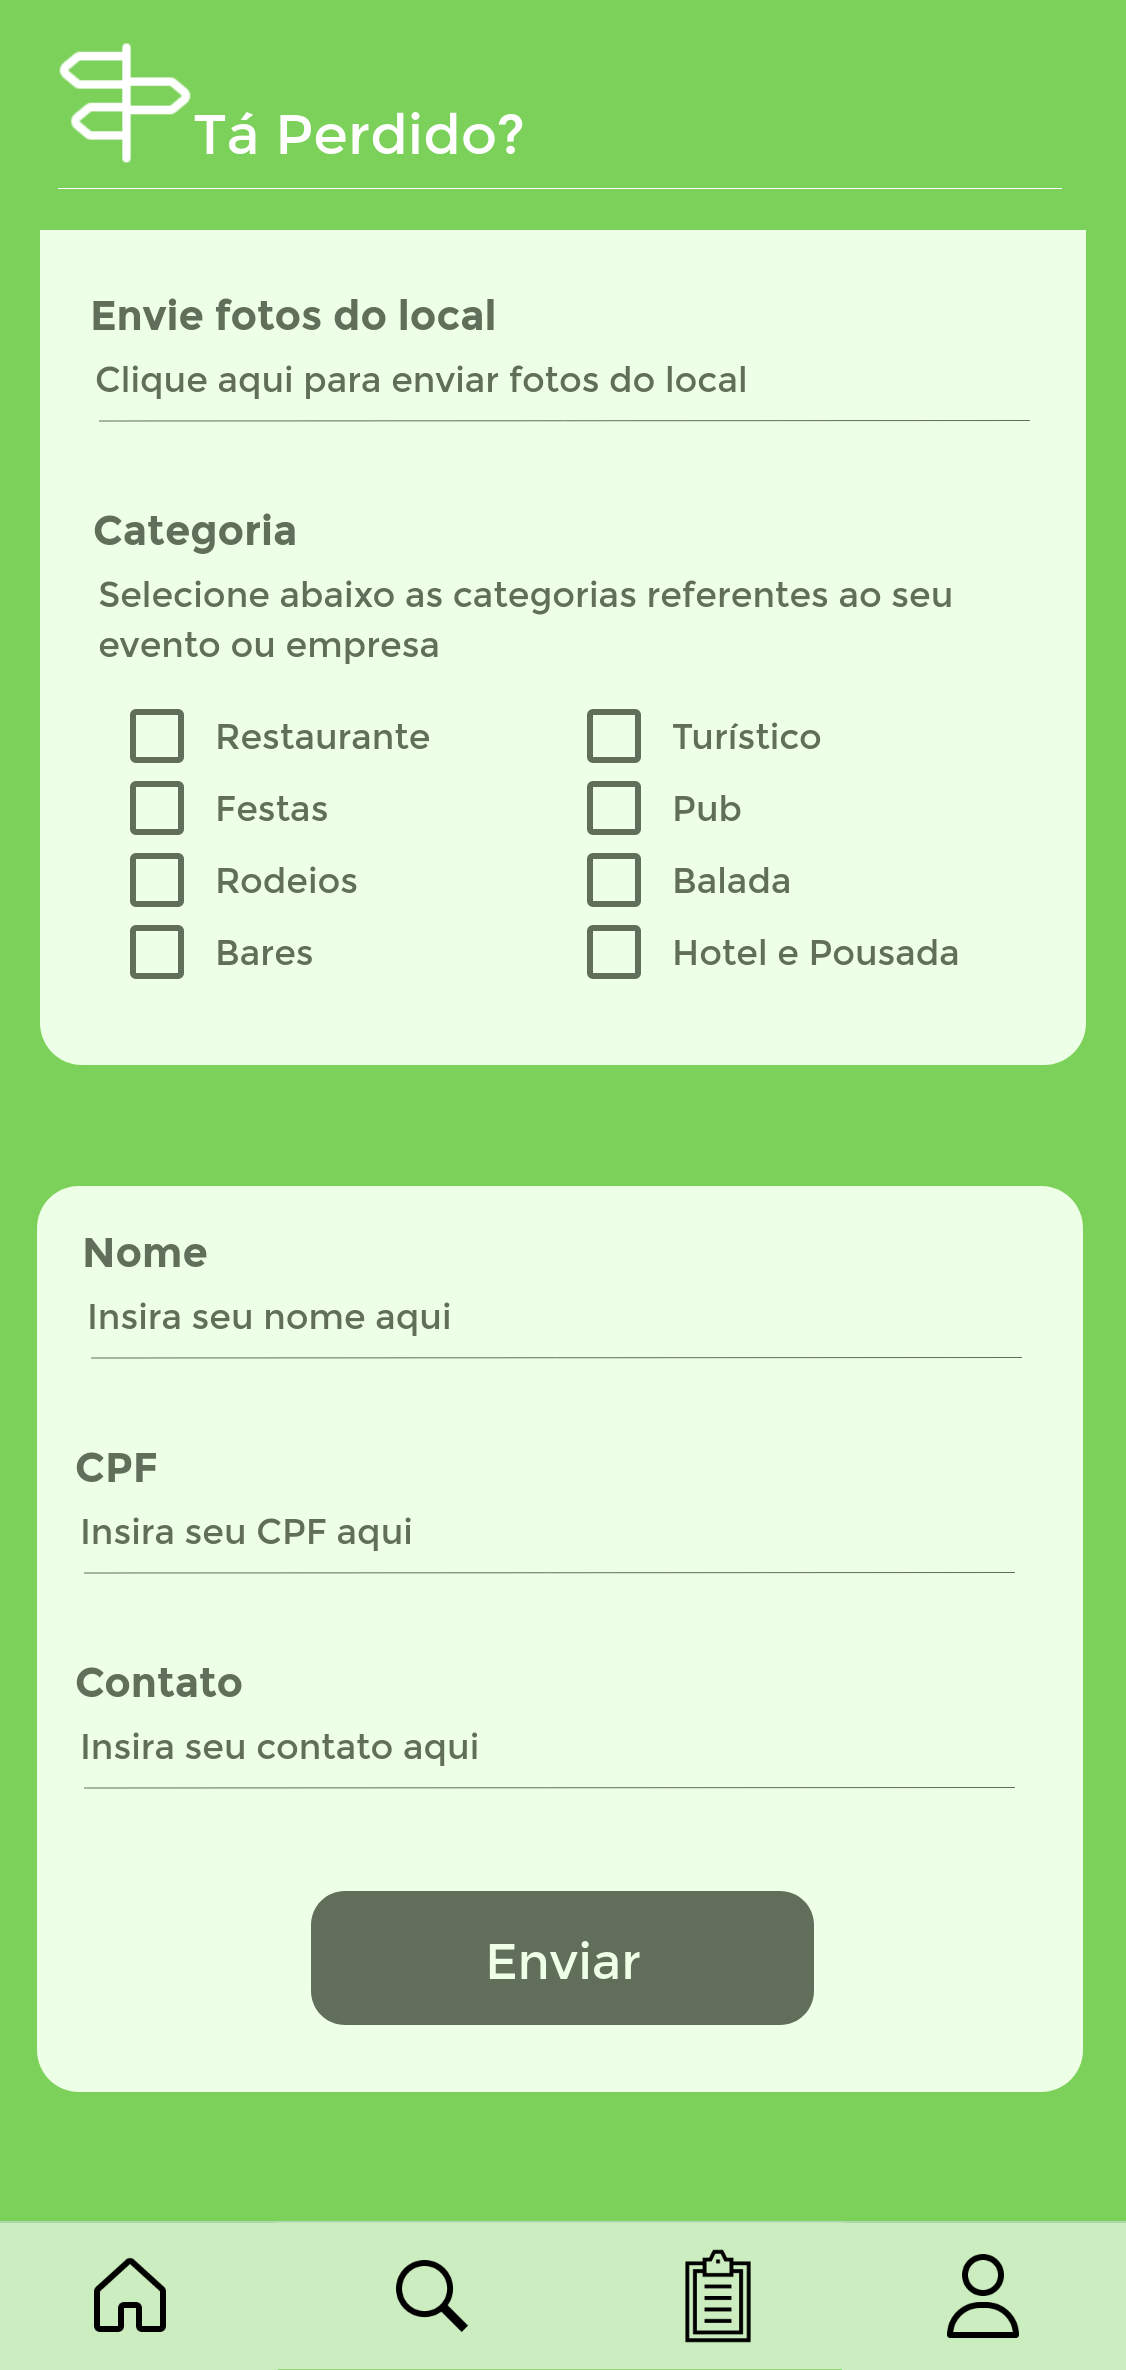 Tá Perdido?
Envie fotos do local
Clique aqui para enviar fotos do local
Categoria
Selecione abaixo as categorias referentes ao seu
evento ou empresa
Restaurante
Turístico
Festas
Pub
Rodeios
Balada
Bares
Hotel e Pousada
Nome
Insira seu nome aqui
CPF
Insira seu CPF aqui
Contato
Insira seu contato aqui
Enviar